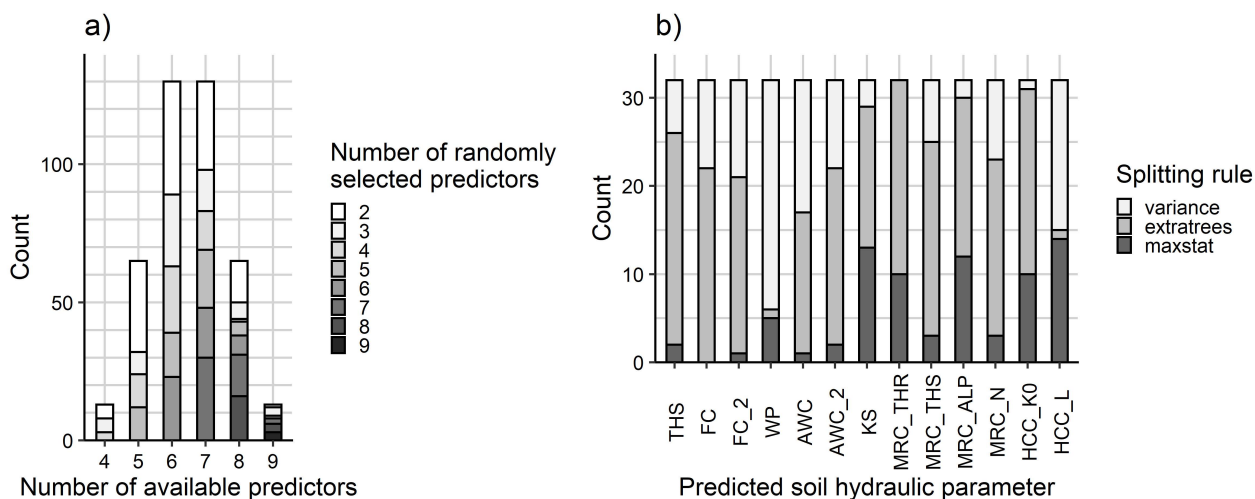 a)
Count
100
50
0
4 5 6 7 8 9
Number of available predictors
Number of randomly
selected predictors
2
3
4
5
6
7
8
9
b)
Count
30
20
10
0
THS FC FC_2 WP AWC AWC_2 KS MRC_THR MRC_THS MRC_ALP MRC_N HCC_K0 HCC_L
Predicted soil hydraulic parameter
Splitting rule
variance
extratrees
maxstat